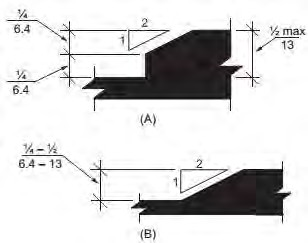 ¼
6.4
2
1
½ max
13
¼
6.4
(A)
¼ – ½
6.4 – 13
2
1
(B)